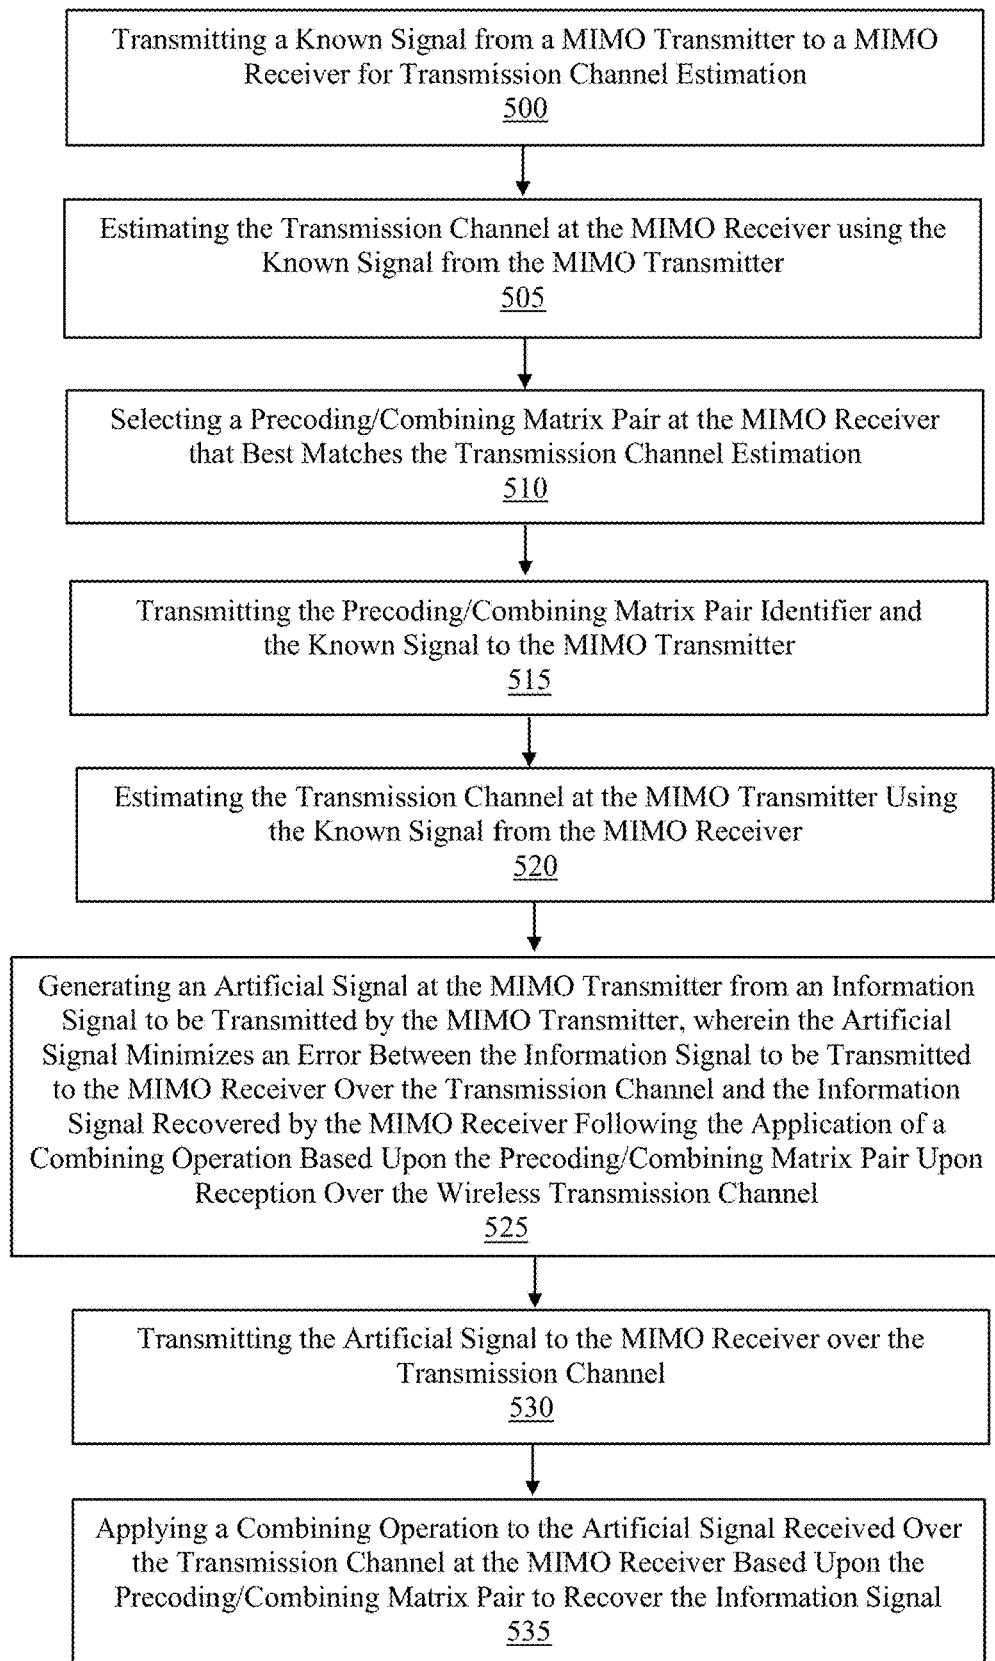 Transmitting a Known Signal from a MIMO Transmitter to a MIMO
Receiver for Transmission Channel Estimation
500
Estimating the Transmission Channel at the MIMO Receiver using the
Known Signal from the MIMO Transmitter
505
Selecting a Precoding/Combining Matrix Pair at the MIMO Receiver
that Best Matches the Transmission Channel Estimation
510
Transmitting the Precoding/Combining Matrix Pair Identifier and
the Known Signal to the MIMO Transmitter
515
Estimating the Transmission Channel at the MIMO Transmitter Using
the Known Signal from the MIMO Receiver
520
Generating an Artificial Signal at the MIMO Transmitter from an Information
Signal to be Transmitted by the MIMO Transmitter, wherein the Artificial
Signal Minimizes an Error Between the Information Signal to be Transmitted
to the MIMO Receiver Over the Transmission Channel and the Information
Signal Recovered by the MIMO Receiver Following the Application of a
Combining Operation Based Upon the Precoding/Combining Matrix Pair Upon
Reception Over the Wireless Transmission Channel
525
Transmitting the Artificial Signal to the MIMO Receiver over the
Transmission Channel
530
Applying a Combining Operation to the Artificial Signal Received Over
the Transmission Channel at the MIMO Receiver Based Upon the
Precoding/Combining Matrix Pair to Recover the Information Signal
535